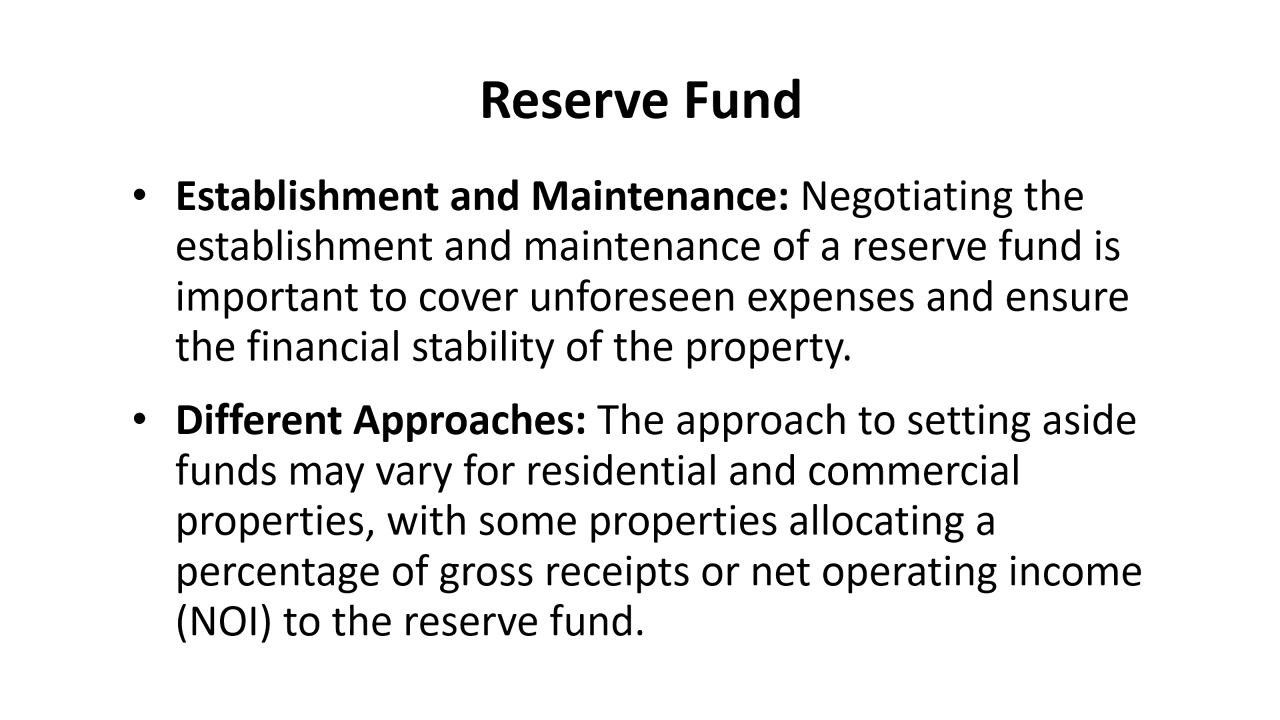 Reserve Fund
• Establishment and Maintenance: Negotiating the
establishment and maintenance of a reserve fund is
important to cover unforeseen expenses and ensure
the financial stability of the property.
• Different Approaches: The approach to setting aside
funds may vary for residential and commercial
properties, with some properties allocating a
percentage of gross receipts or net operating income
(NOI) to the reserve fund.